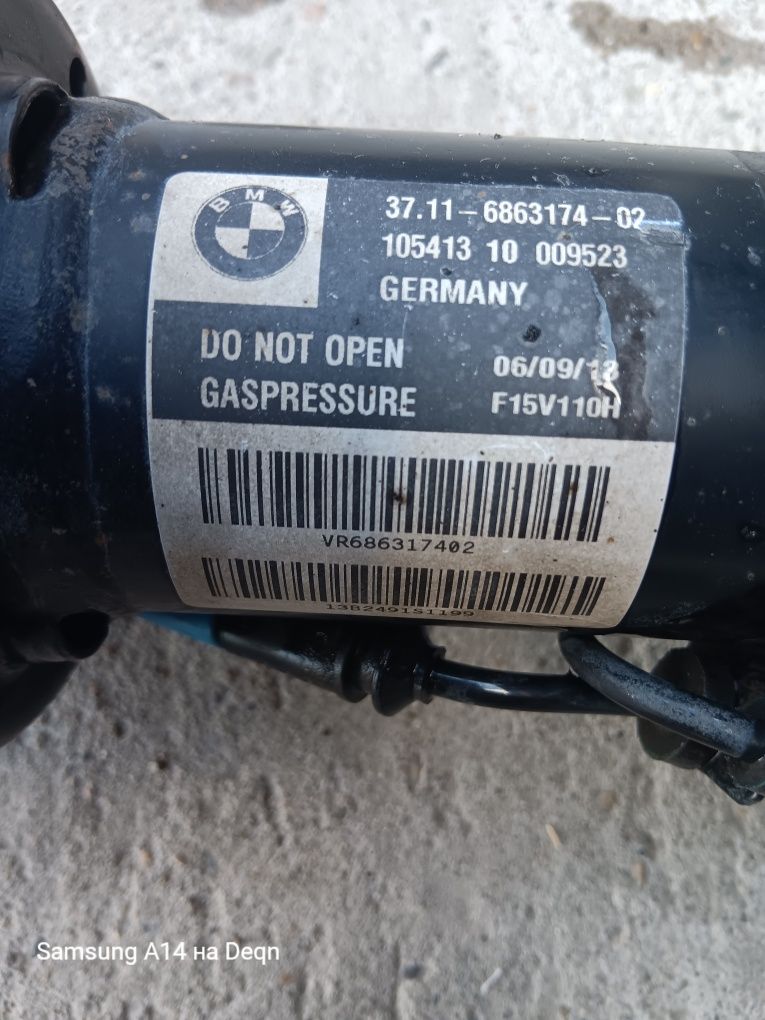 BMW
37.11-6863174-02
105413 10 009523
GERMANY
DO NOT OPEN
GASPRESSURE
F15V110H
VR686317402
Samsung A14 на Deqn